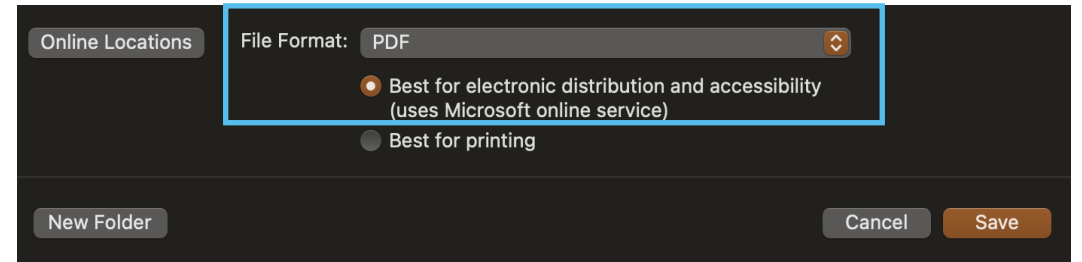 Online Locations
File Format: PDF
Best for electronic distribution and accessibility
(uses Microsoft online service)
Best for printing
New Folder
Cancel
Save